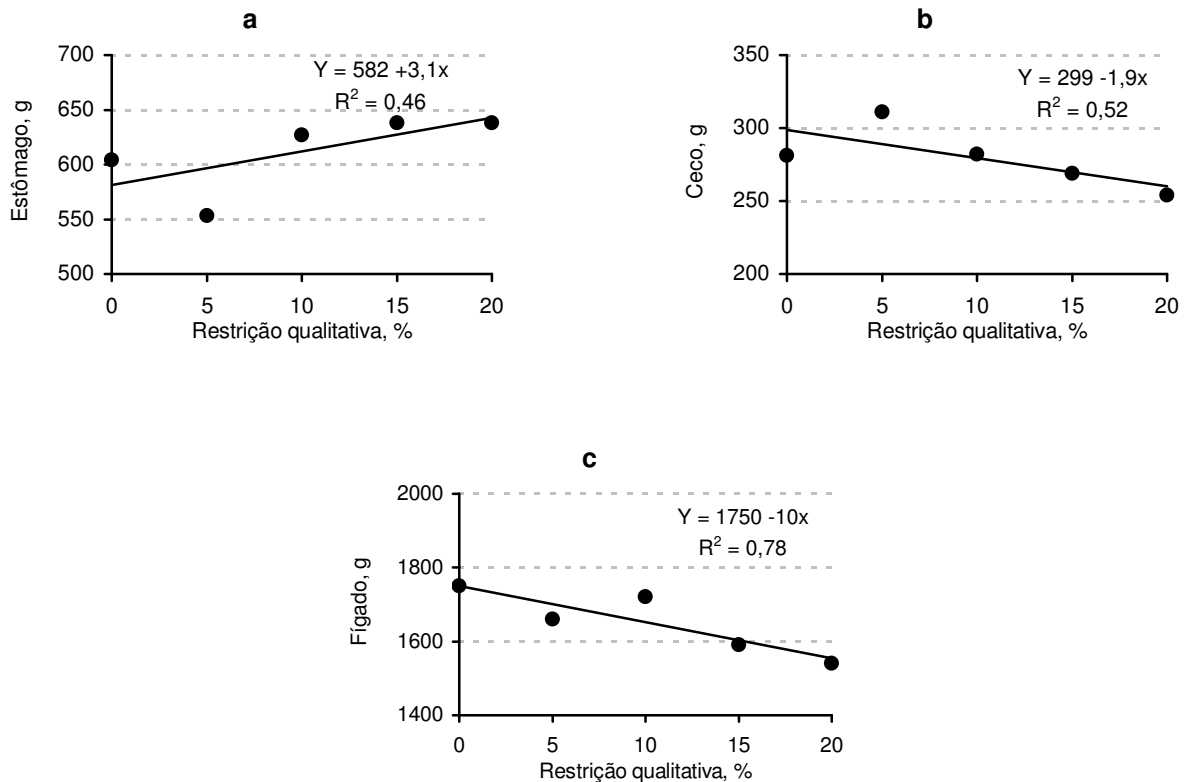 a
700
650
600
550
500
Y = 582 +3,1x
R² = 0,46
Estômago, g
0 5 10 15 20
Restrição qualitativa, %
b
350
300
250
200
Y = 299 -1,9x
R² = 0,52
Ceco, g
0 5 10 15 20
Restrição qualitativa, %
c
2000
1800
1600
1400
Y = 1750 -10x
R² = 0,78
Fígado, g
0 5 10 15 20
Restrição qualitativa, %